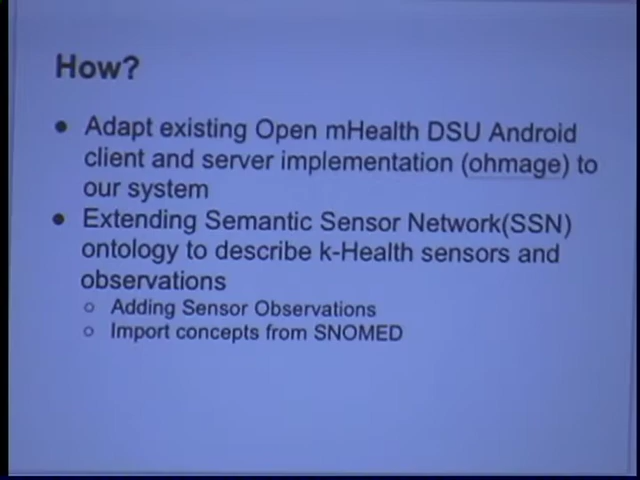 How?
● Adapt existing Open mHealth DSU Android
client and server implementation (ohmage) to
our system
● Extending Semantic Sensor Network(SSN)
ontology to describe k-Health sensors and
observations
○ Adding Sensor Observations
○ Import concepts from SNOMED